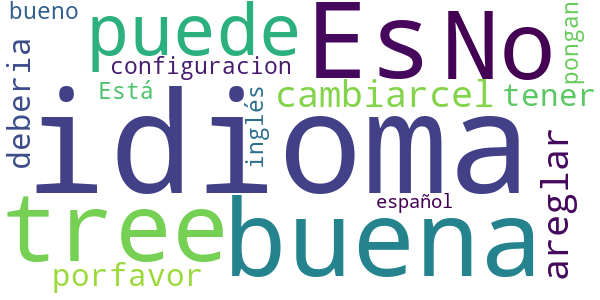 bueno
puede
Es
No
pongan
deberia
configuracion
Está
inglés
cambiarcel
tener
idioma
tree
buena
español
areglar
porfavor